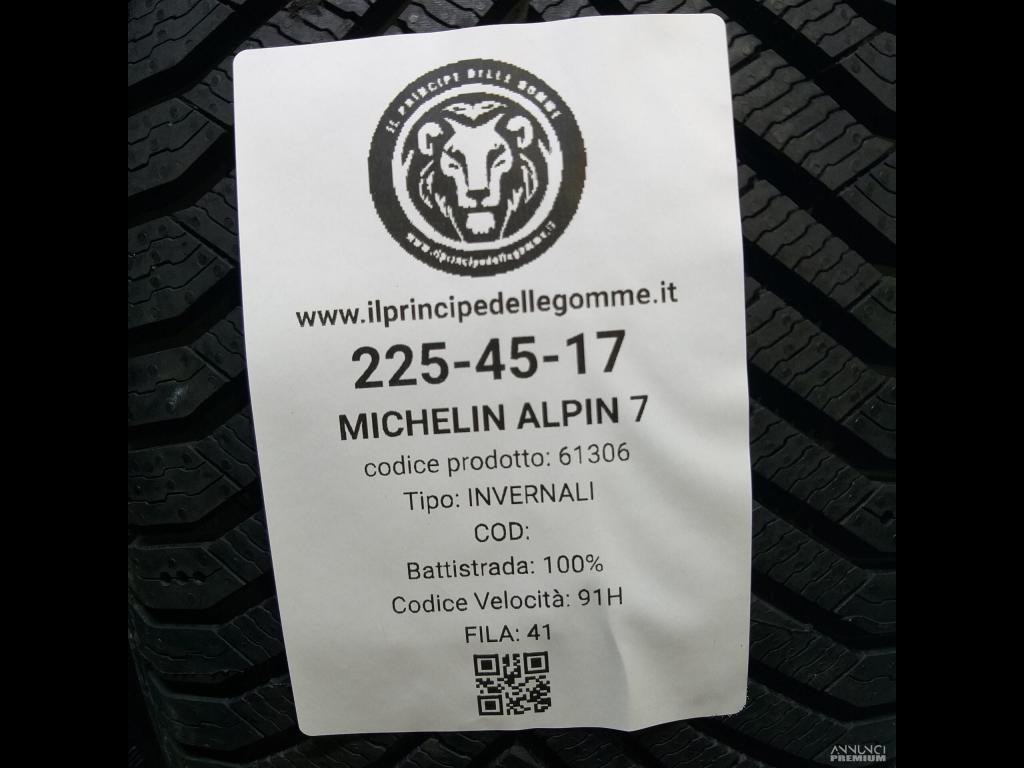 IL PRINCIPE DELLE GOMME
www.ilprincipedellegomme.it
www.ilprincipedellegomme.it
225-45-17
MICHELIN ALPIN 7
codice prodotto: 61306
Tipo: INVERNALI
COD:
Battistrada: 100%
Codice Velocità: 91H
FILA: 41
ANNUNCI
PREMIUM